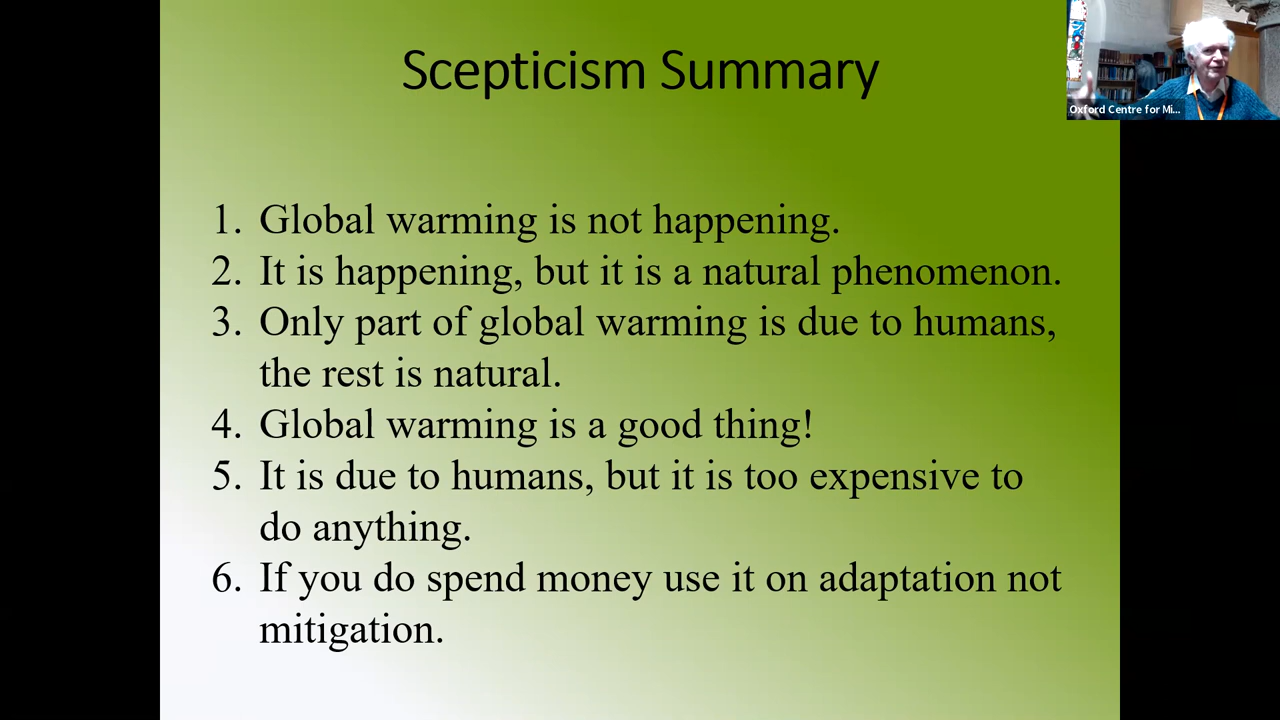 Scepticism Summary
Oxford Centre for Mi...
1. Global warming is not happening.
2. It is happening, but it is a natural phenomenon.
3. Only part of global warming is due to humans,
the rest is natural.
4. Global warming is a good thing!
5. It is due to humans, but it is too expensive to
do anything.
6. If you do spend money use it on adaptation not
mitigation.